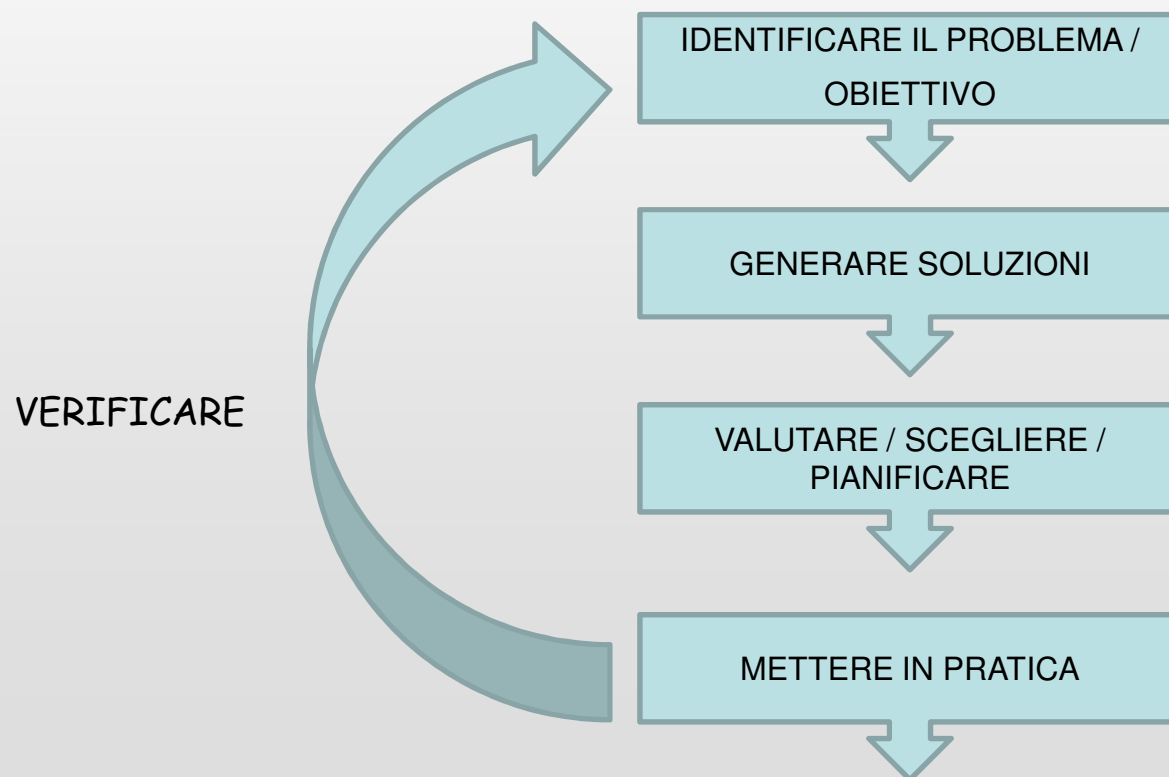 IDENTIFICARE IL PROBLEMA /
OBIETTIVO
GENERARE SOLUZIONI
VERIFICARE
VALUTARE / SCEGLIERE /
PIANIFICARE
METTERE IN PRATICA